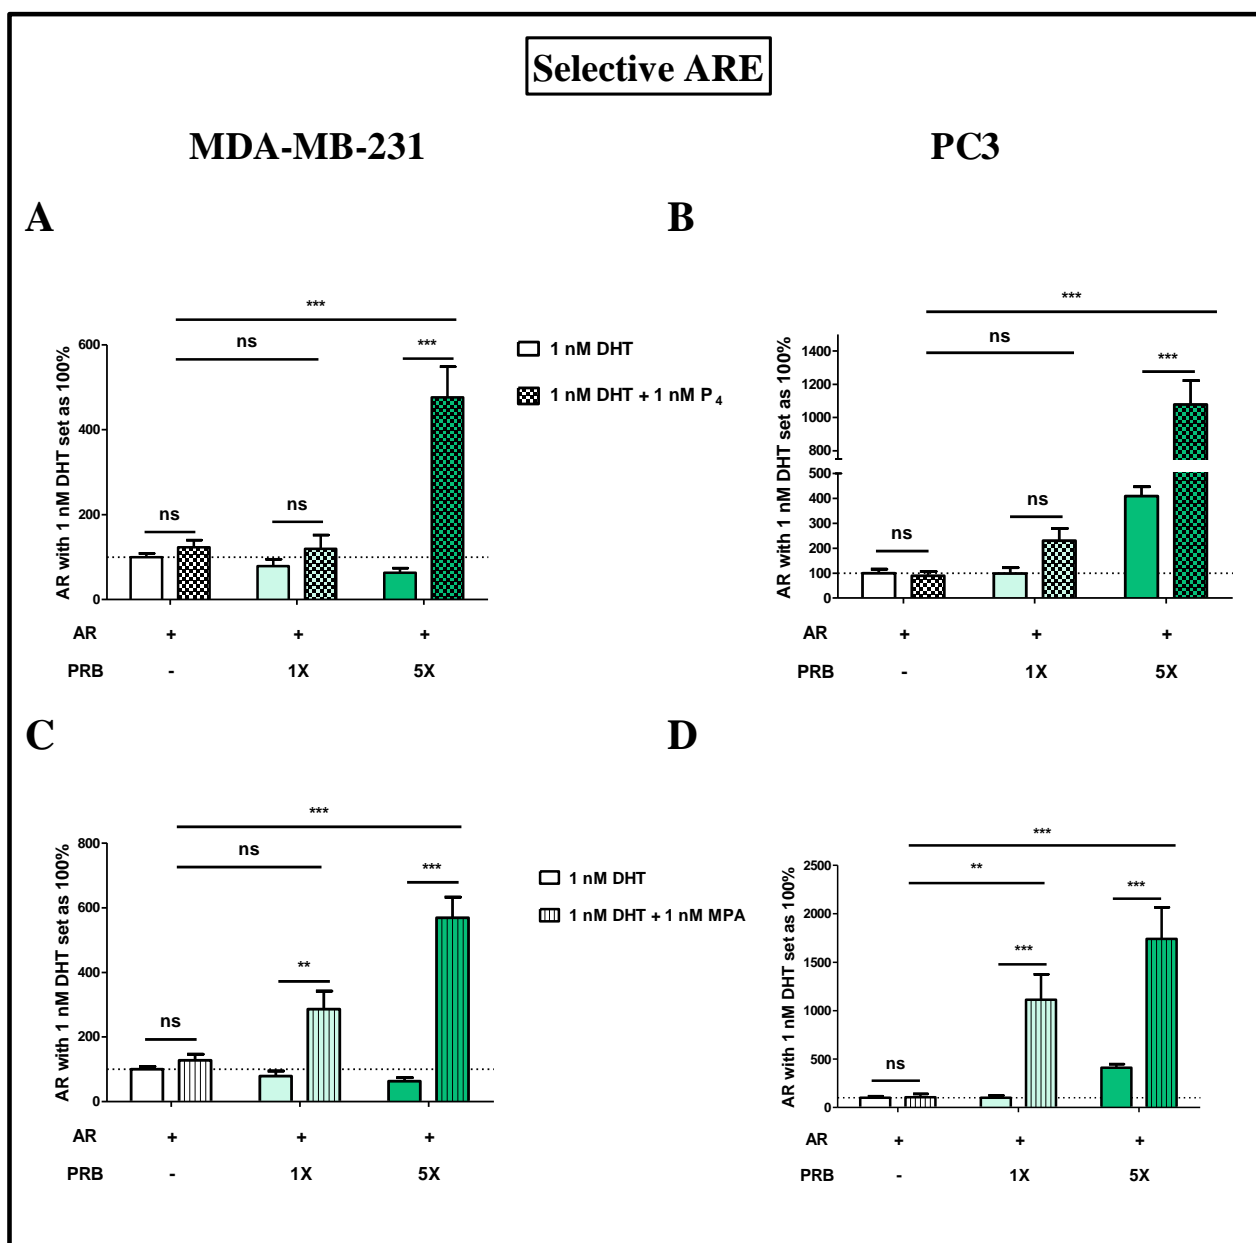 Selective ARE
MDA-MB-231
PC3
A
AR with 1 nM DHT set as 100%
600
400
200
0
***
ns
ns
ns
***
AR + + +
PRB - 1X 5X
1 nM DHT
1 nM DHT + 1 nM P4
B
AR with 1 nM DHT set as 100%
1400
1200
1000
800
500
400
300
200
100
0
***
ns
ns
ns
***
AR + + +
PRB - 1X 5X
C
AR with 1 nM DHT set as 100%
800
600
400
200
0
***
ns
ns
**
***
AR + + +
PRB - 1X 5X
1 nM DHT
1 nM DHT + 1 nM MPA
D
AR with 1 nM DHT set as 100%
2500
2000
1500
1000
500
0
***
**
ns
***
***
AR + + +
PRB - 1X 5X